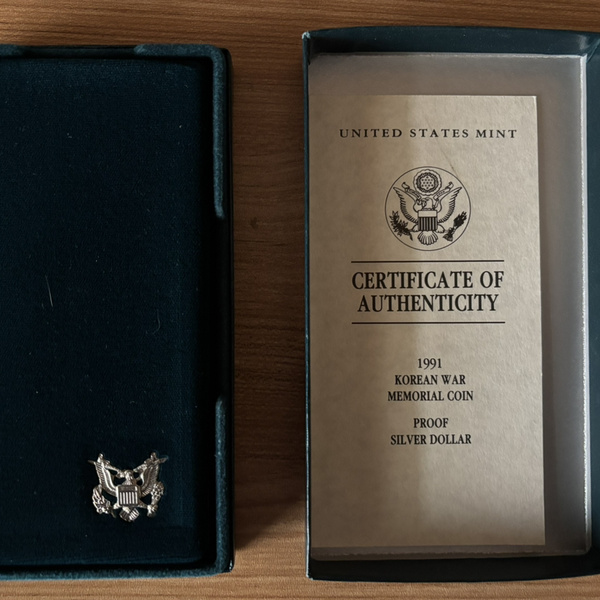 UNITED STATES MINT
CERTIFICATE OF
AUTHENTICITY
1991
KOREAN WAR
MEMORIAL COIN
PROOF
SILVER DOLLAR